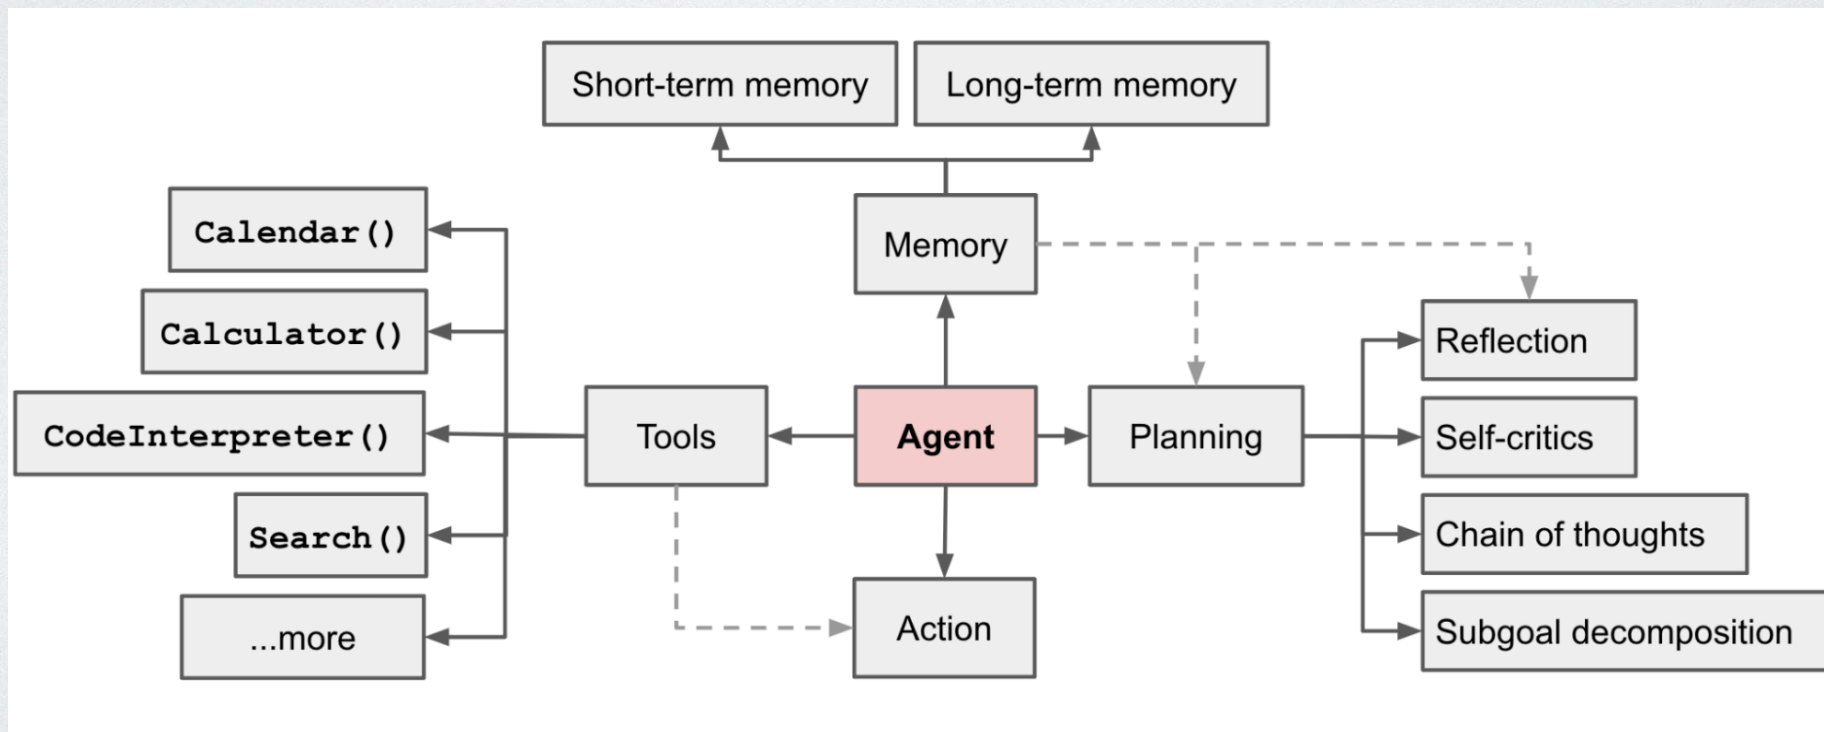 Short-term memory
Long-term memory
Calendar()
Memory
Calculator()
Reflection
CodeInterpreter()
Tools
Agent
Planning
Self-critics
Search()
Chain of thoughts
...more
Action
Subgoal decomposition